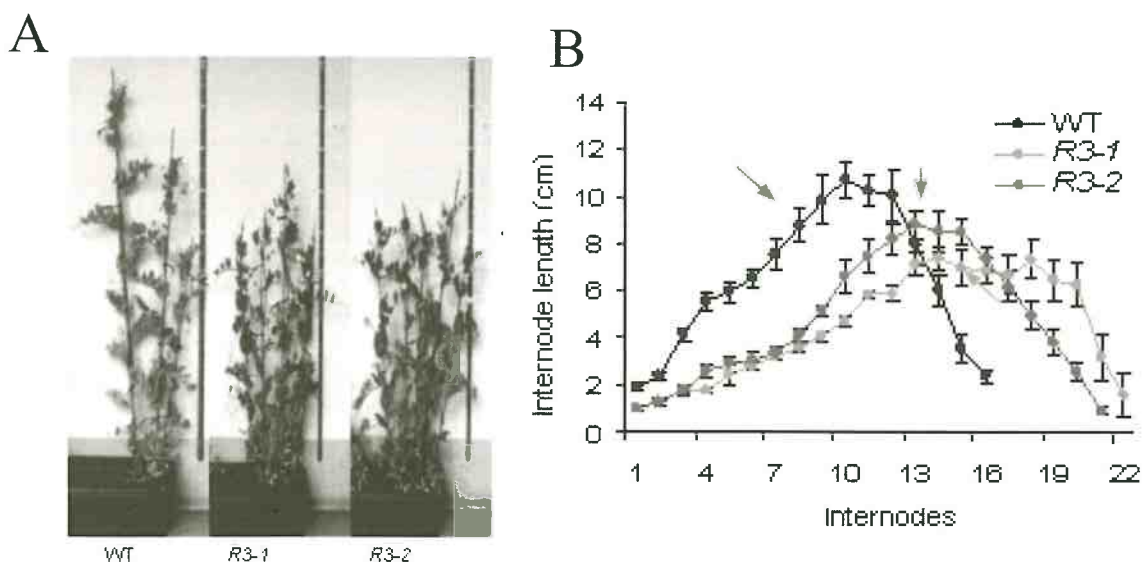 A
WT
R3-1
R3-2
B
Internode length (cm)
14
12
10
8
6
4
2
0
1
4
7
10
13
16
19
22
Internodes
WT
R3-1
R3-2